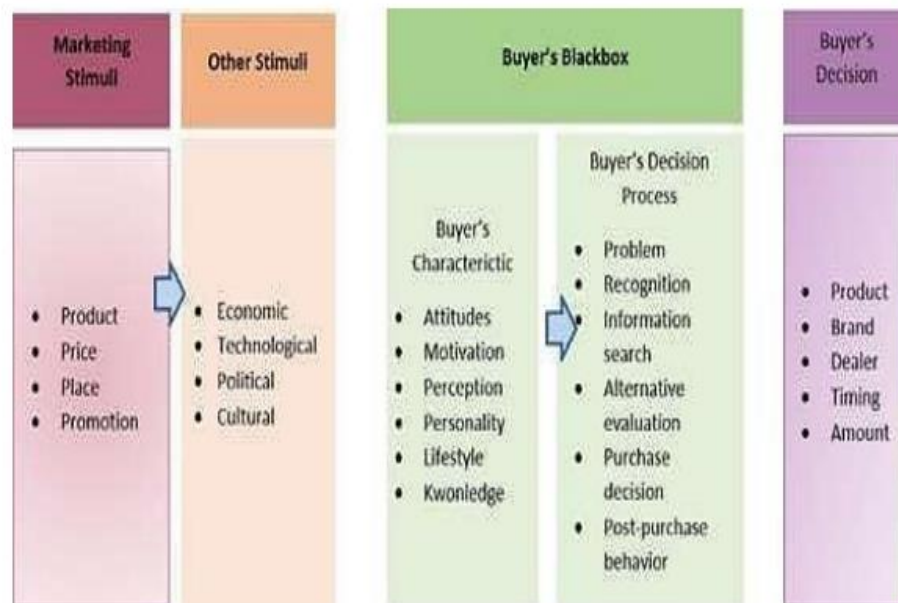 Marketing
Stimuli
Other Stimuli
Buyer's Blackbox
Buyer's
Decision
• Product
• Price
• Place
• Promotion
• Economic
• Technological
• Political
• Cultural
Buyer's
Characterictic
• Attitudes
• Motivation
• Perception
• Personality
• Lifestyle
• Kwonledge
Buyer's Decision
Process
• Problem
• Recognition
• Information
search
• Alternative
evaluation
• Purchase
decision
• Post-purchase
behavior
• Product
• Brand
• Dealer
• Timing
• Amount